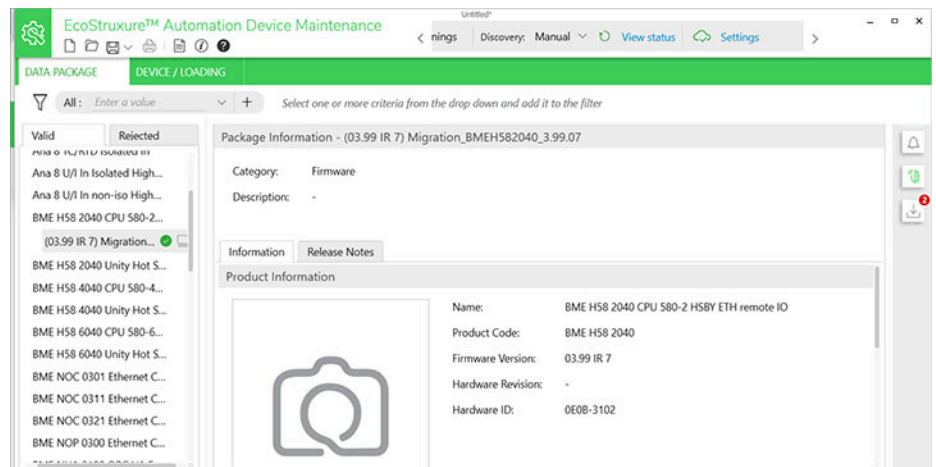 Untitled*
EcoStruxure™ Automation Device Maintenance
nings Discovery: Manual View status Settings
DATA PACKAGE DEVICE / LOADING
All : Enter a value + Select one or more criteria from the drop down and add it to the filter
Valid Rejected
Package Information - (03.99 IR 7) Migration_BMEH582040_3.99.07
Ana 8 TC/RTD Isolated In
Ana 8 U/I In Isolated High...
Category: Firmware
Ana 8 U/I In non-iso High...
Description: -
BME H58 2040 CPU 580-2...
(03.99 IR 7) Migration...
2
Information Release Notes
BME H58 2040 Unity Hot S...
Product Information
BME H58 4040 CPU 580-4...
BME H58 4040 Unity Hot S...
Name: BME H58 2040 CPU 580-2 HSBY ETH remote IO
BME H58 6040 CPU 580-6...
Product Code: BME H58 2040
BME H58 6040 Unity Hot S...
Firmware Version: 03.99 IR 7
BME NOC 0301 Ethernet C...
Hardware Revision: -
BME NOC 0311 Ethernet C...
Hardware ID: 0E0B-3102
BME NOC 0321 Ethernet C...
BME NOP 0300 Ethernet C...